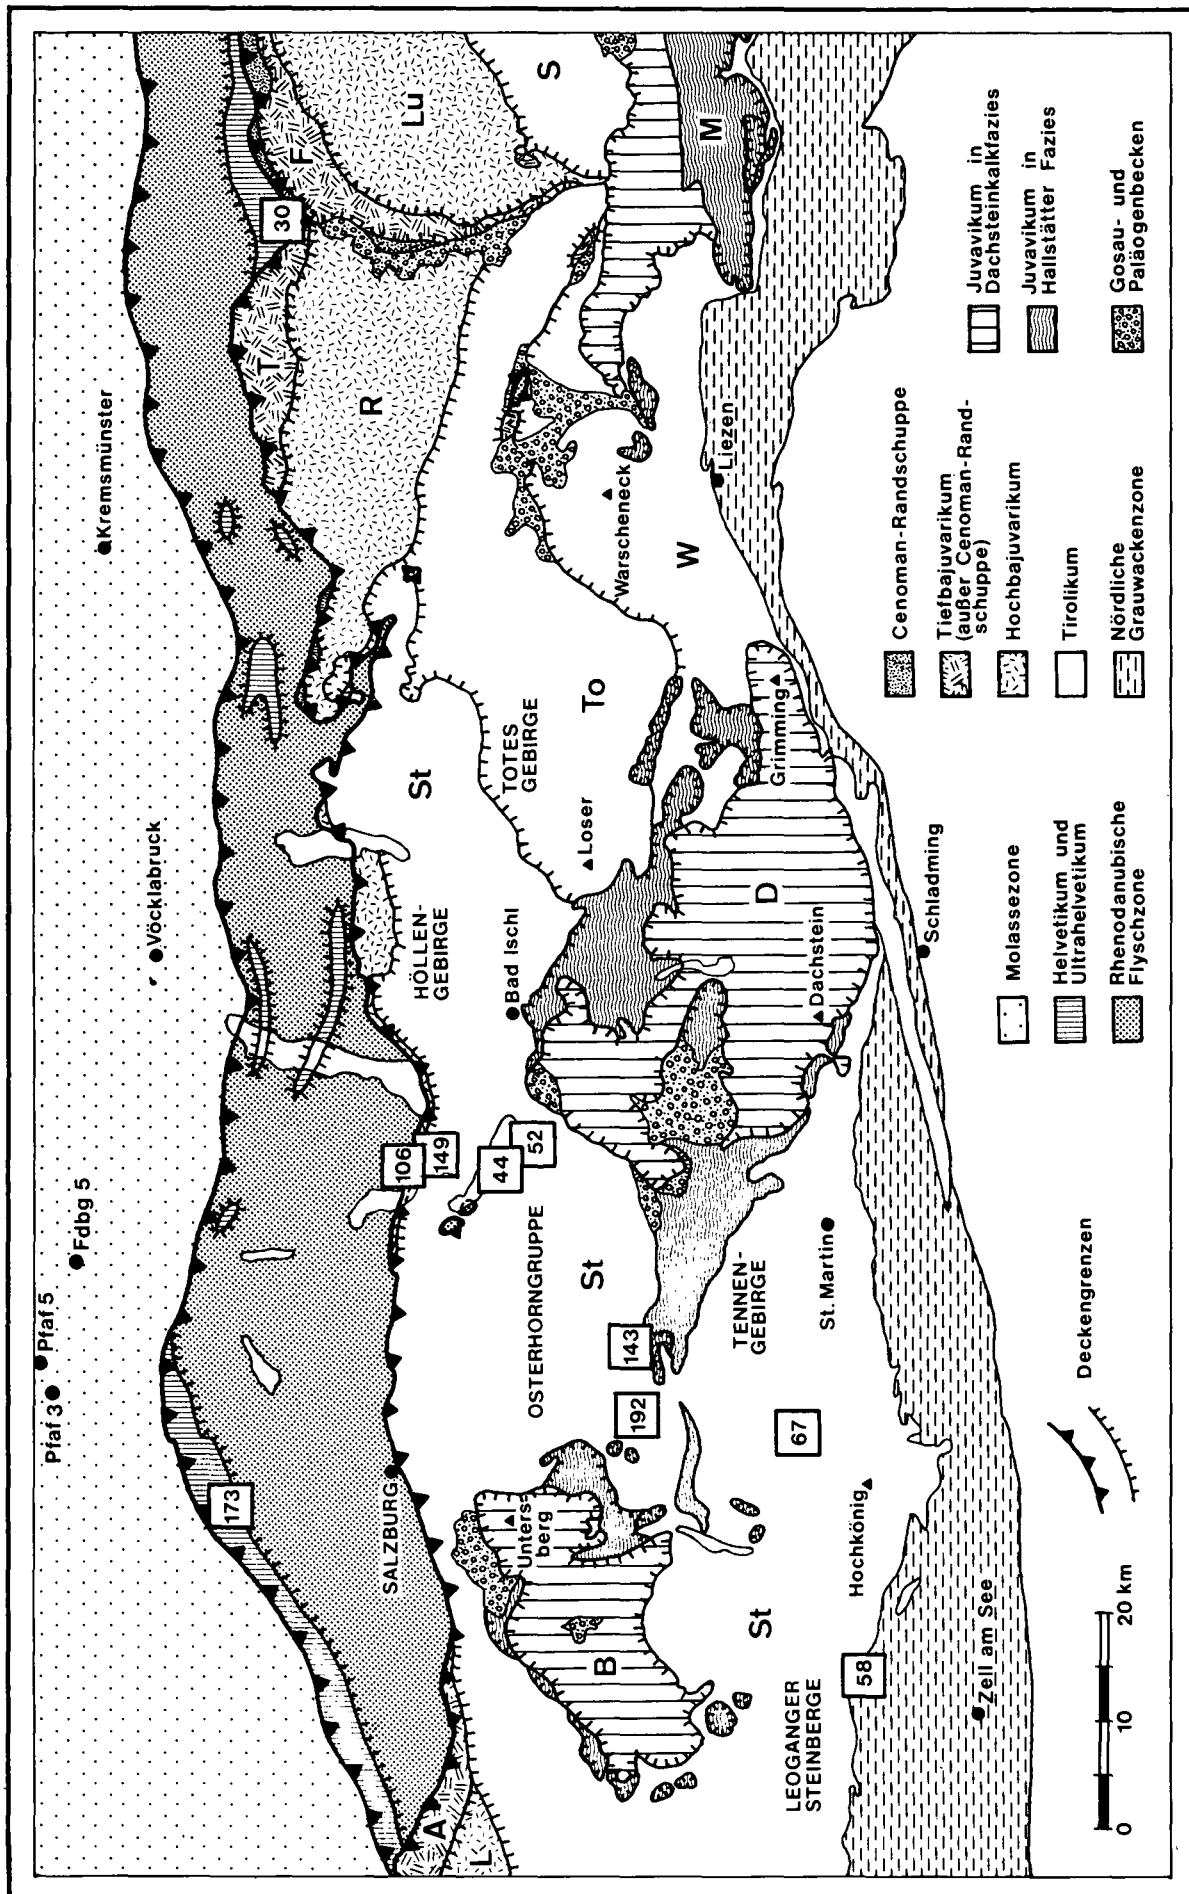 Pfaf 3
Pfaf 5
Fdbg 5
Vöcklabruck
Kremsmünster
173
SALZBURG
106
149
44
52
30
HÖLLEN-
GEBIRGE
Bad Ischl
TOTES
GEBIRGE
Loser
T
F
R
Lu
S
A
L
St
To
Unters-
berg
OSTERHORNGRUPPE
St
192
143
B
Warscheneck
W
M
Liezen
TENNEN-
GEBIRGE
67
St. Martin
D
Dachstein
Grimming
St
Hochkönig
LEOGANGER
STEINBERGE
58
Zell am See
Schladming
0
10
20 km
Deckengrenzen
Molassezone
Helvetikum und
Ultrahelvetikum
Rhenodanubische
Flyschzone
Cenoman-Randschuppe
Tiefbajuvarikum
(außer Cenoman-Rand-
schuppe)
Hochbajuvarikum
Tirolikum
Nördliche
Grauwackenzone
Juvavikum in
Dachsteinkalkfazies
Juvavikum in
Hallstätter Fazies
Gosau- und
Paläogenbecken